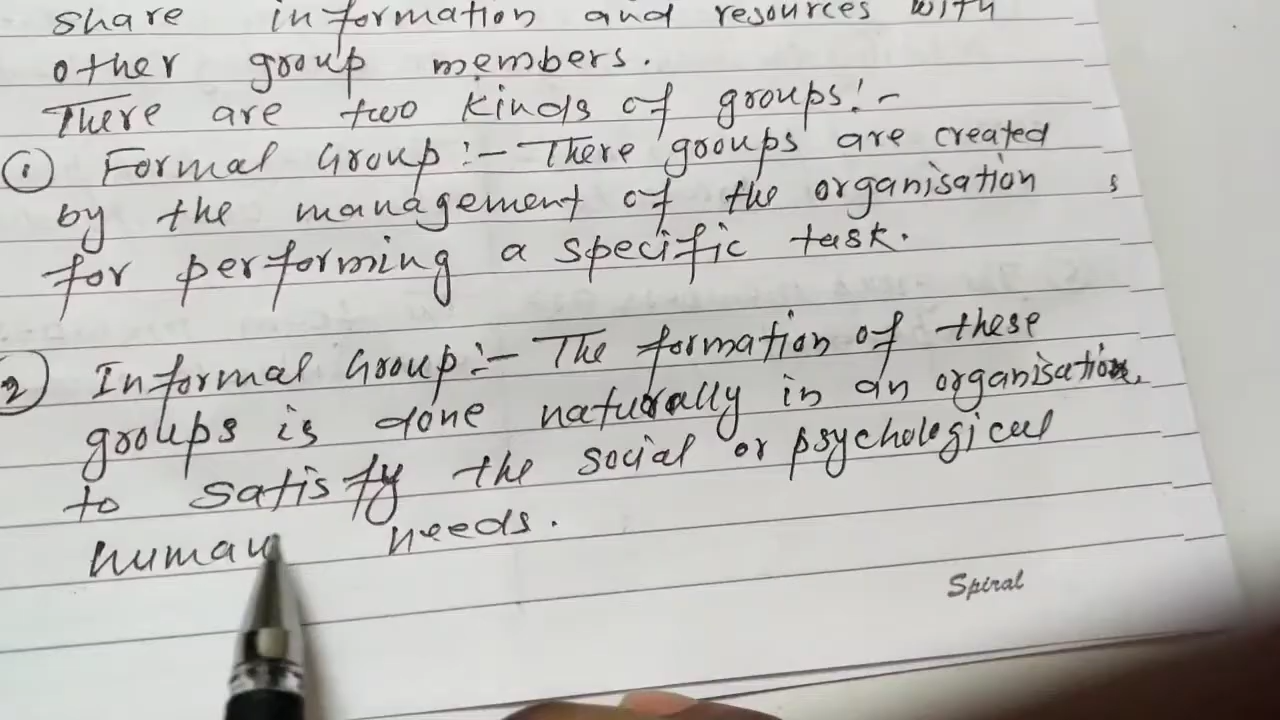 share information and resources with
other group members.
There are two kinds of groups:-
① Formal Group:- There groups are created
by the management of the organisation
for performing a specific task.
② Informal Group:- The formation of these
groups is done naturally in an organisation.
to satisfy the social or psychological
human needs.
Spiral